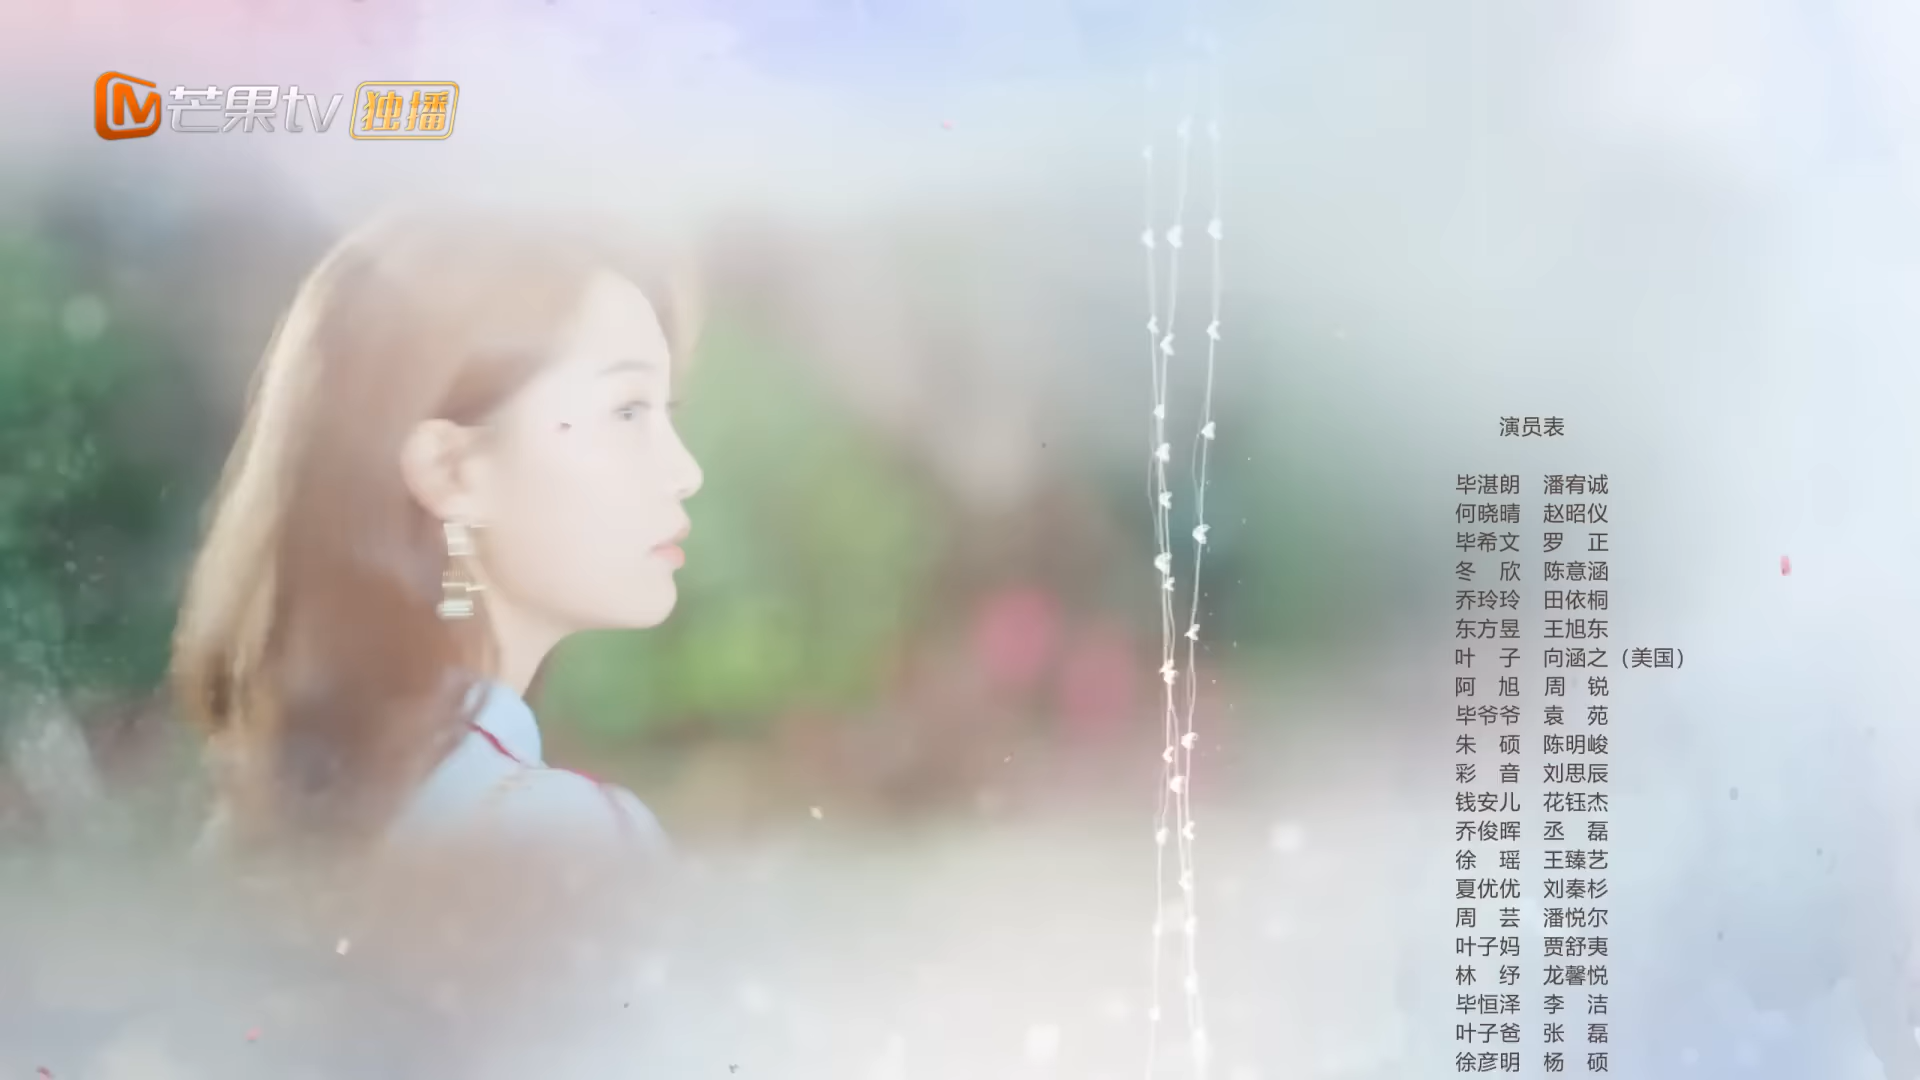 芒果tv 独播
演员表
毕湛朗 潘宥诚
何晓晴 赵昭仪
毕希文 罗 正
冬 欣 陈意涵
乔玲玲 田依桐
东方昱 王旭东
叶 子 向涵之（美国）
阿 旭 周 锐
毕爷爷 袁 苑
朱 硕 陈明峻
彩 音 刘思辰
钱安儿 花钰杰
乔俊晖 丞 磊
徐 瑶 王臻艺
夏优优 刘秦杉
周 芸 潘悦尔
叶子妈 贾舒夷
林 纾 龙馨悦
毕恒泽 李 洁
叶子爸 张 磊
徐彦明 杨 硕